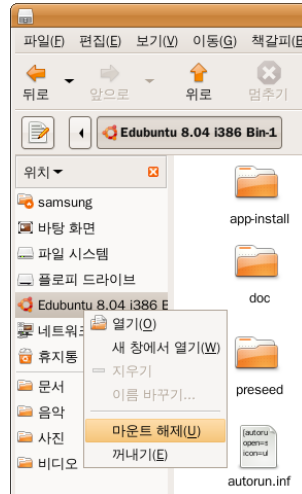 파일(F) 편집(E) 보기(V) 이동(G) 책갈피(B
뒤로 앞으로 위로 멈추기
Edubuntu 8.04 i386 Bin-1
위치
samsung
바탕 화면
파일 시스템
플로피 드라이브
Edubuntu 8.04 i386 E
네트워크
휴지통
문서
음악
사진
비디오
열기(O)
새 창에서 열기(W)
지우기
이름 바꾸기...
마운트 해제(U)
꺼내기(E)
app-install
doc
preseed
[autoru
open=s
icon=ul
autorun.inf